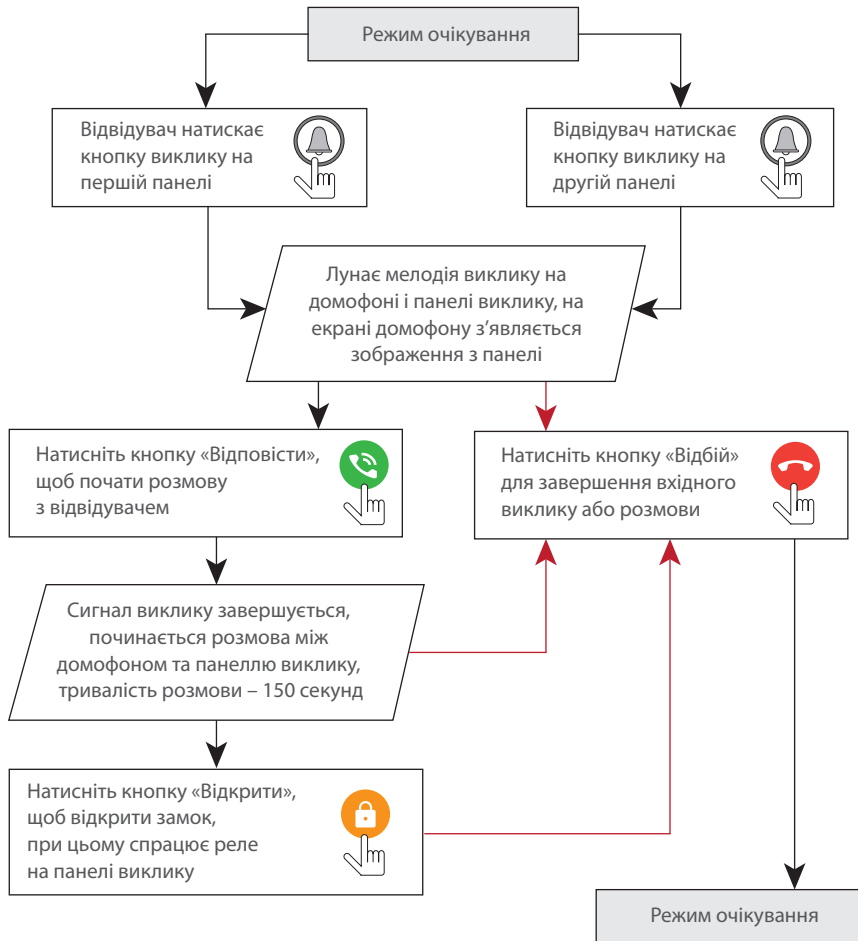 Режим очікування
Відвідувач натискає
кнопку виклику на
першій панелі
Відвідувач натискає
кнопку виклику на
другій панелі
Лунає мелодія виклику на
домофоні і панелі виклику, на
екрані домофону з’являється
зображення з панелі
Натисніть кнопку «Відповісти»,
щоб почати розмову
з відвідувачем
Натисніть кнопку «Відбій»
для завершення вхідного
виклику або розмови
Сигнал виклику завершується,
починається розмова між
домофоном та панеллю виклику,
тривалість розмови – 150 секунд
Натисніть кнопку «Відкрити»,
щоб відкрити замок,
при цьому спрацює реле
на панелі виклику
Режим очікування